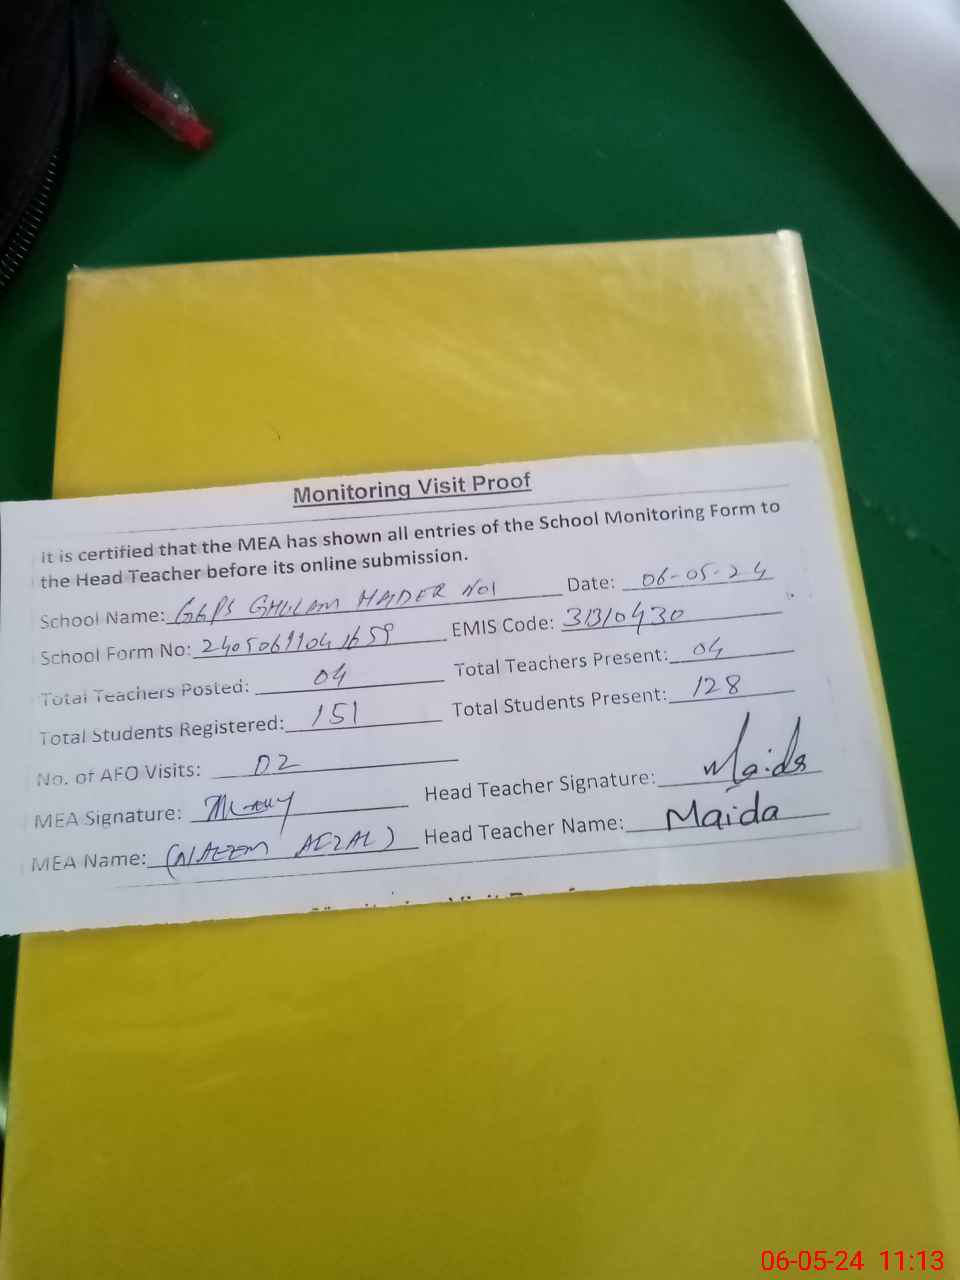 Monitoring Visit Proof
It is certified that the MEA has shown all entries of the School Monitoring Form to
the Head Teacher before its online submission.
School Name: GGPS GHULAM HAIDER No1 Date: 06-05-24
School Form No: EMIS Code: 31310430
Total Teachers Posted: 04 Total Teachers Present: 04
Total Students Registered: 151 Total Students Present: 128
No. of AFO Visits: 02
MEA Signature: Head Teacher Signature: Maida
MEA Name: (NAEEM AFZAL) Head Teacher Name: Maida
06-05-24 11:13